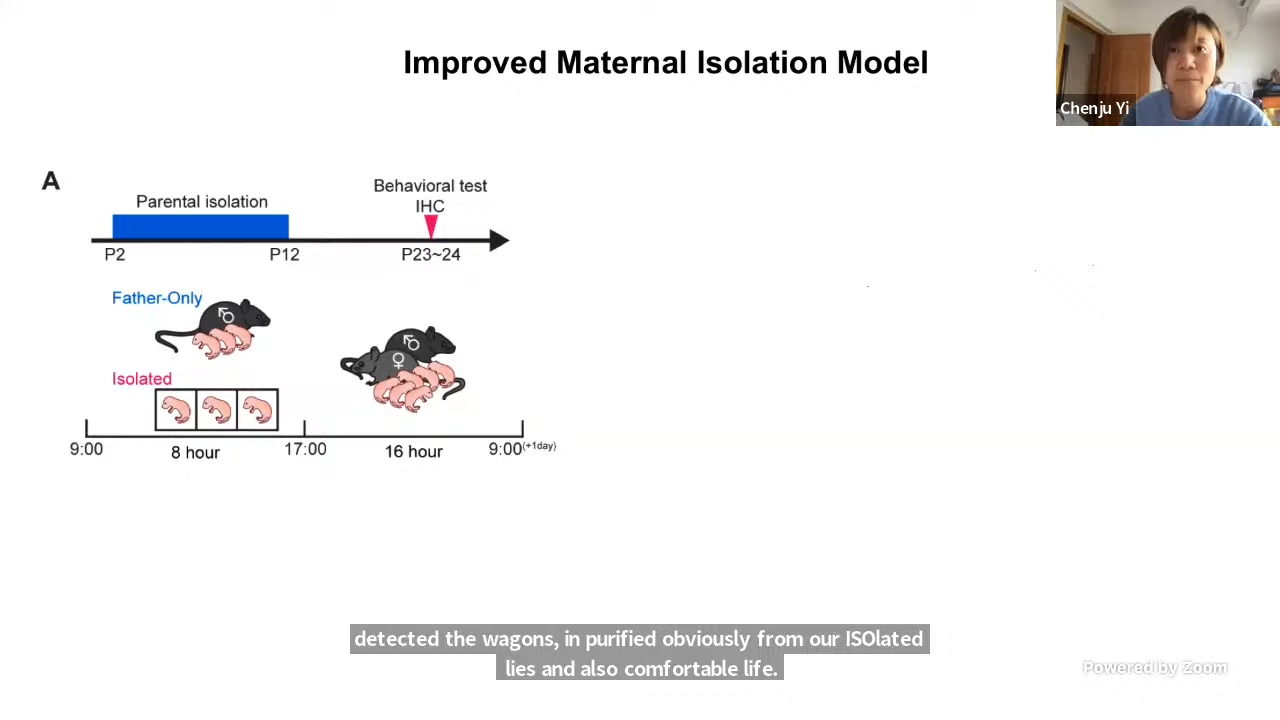 Improved Maternal Isolation Model
Chenju Yi
A
Parental isolation
Behavioral test
IHC
P2
P12
P23~24
Father-Only
♂
♂
♀
Isolated
9:00
8 hour
17:00
16 hour
9:00(+1day)
detected the wagons, in purified obviously from our ISOlated
lies and also comfortable life.
Powered by Zoom